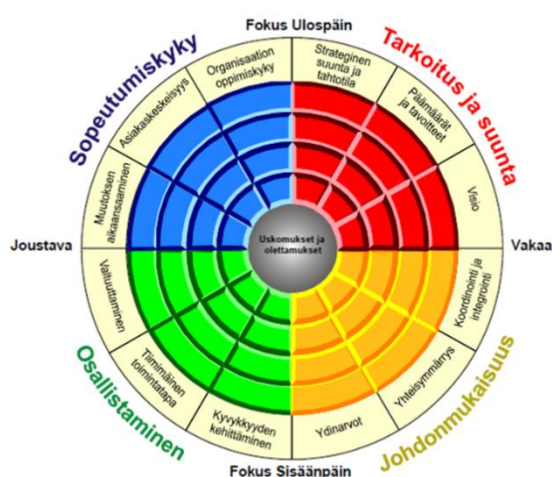 Fokus Ulospäin
Sopeutumiskyky
Tarkoitus ja suunta
Organisaation
oppimiskyky
Strateginen
suunta ja
tahtotila
Asiakaskeskeisyys
Päämäärät
ja tavoitteet
Muutoksen
aikaansaaminen
Visio
Joustava
Uskomukset ja
olettamukset
Vakaa
Valtuuttaminen
Koordinointi ja
integrointi
Tiimimäinen
toimintatapa
Yhteisymmärrys
Kyvykkyyden
kehittäminen
Ydinarvot
Osallistaminen
Johdonmukaisuus
Fokus Sisäänpäin